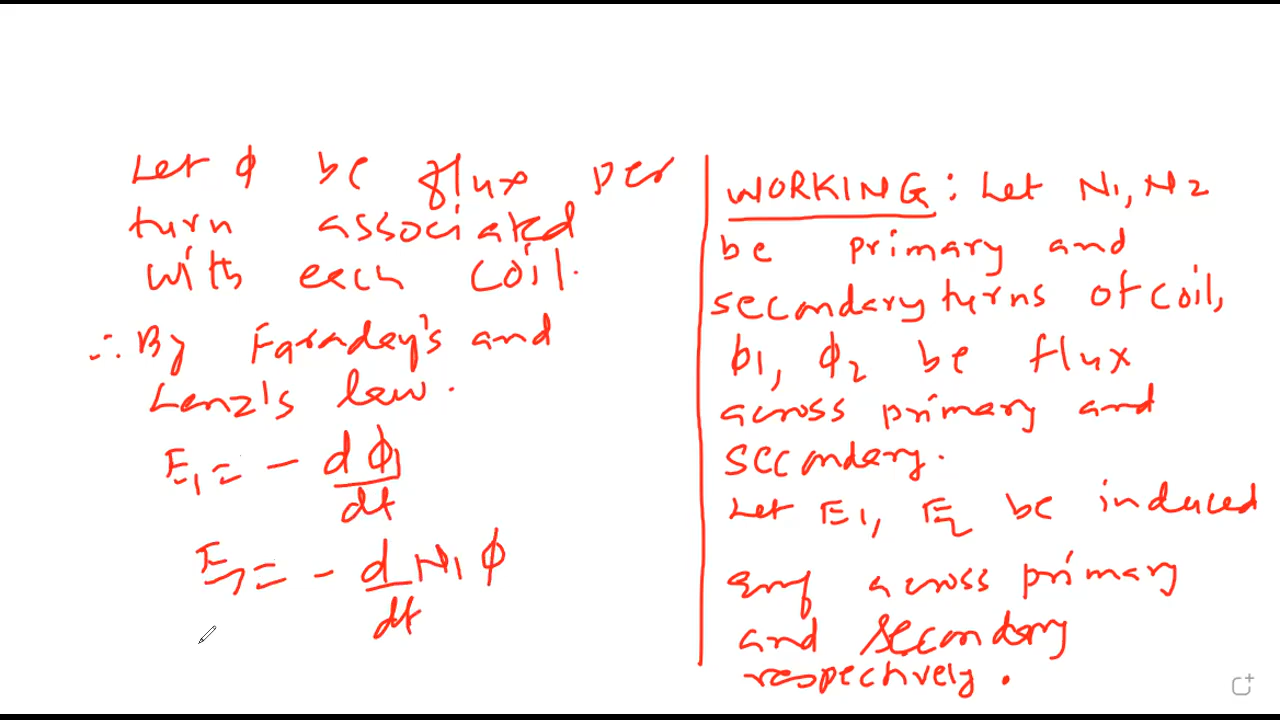 Let ϕ be flux per
turn associated
with each coil.
∴ By Faraday's and
Lenz's law.
E₁ = - dϕ₁/dt
E₁ = - d/dt N₁ ϕ
WORKING : Let N1, N2
be primary and
secondary turns of coil,
ϕ1, ϕ2 be flux
across primary and
secondary.
Let E1, E2 be induced
emf across primary
and secondary
respectively.